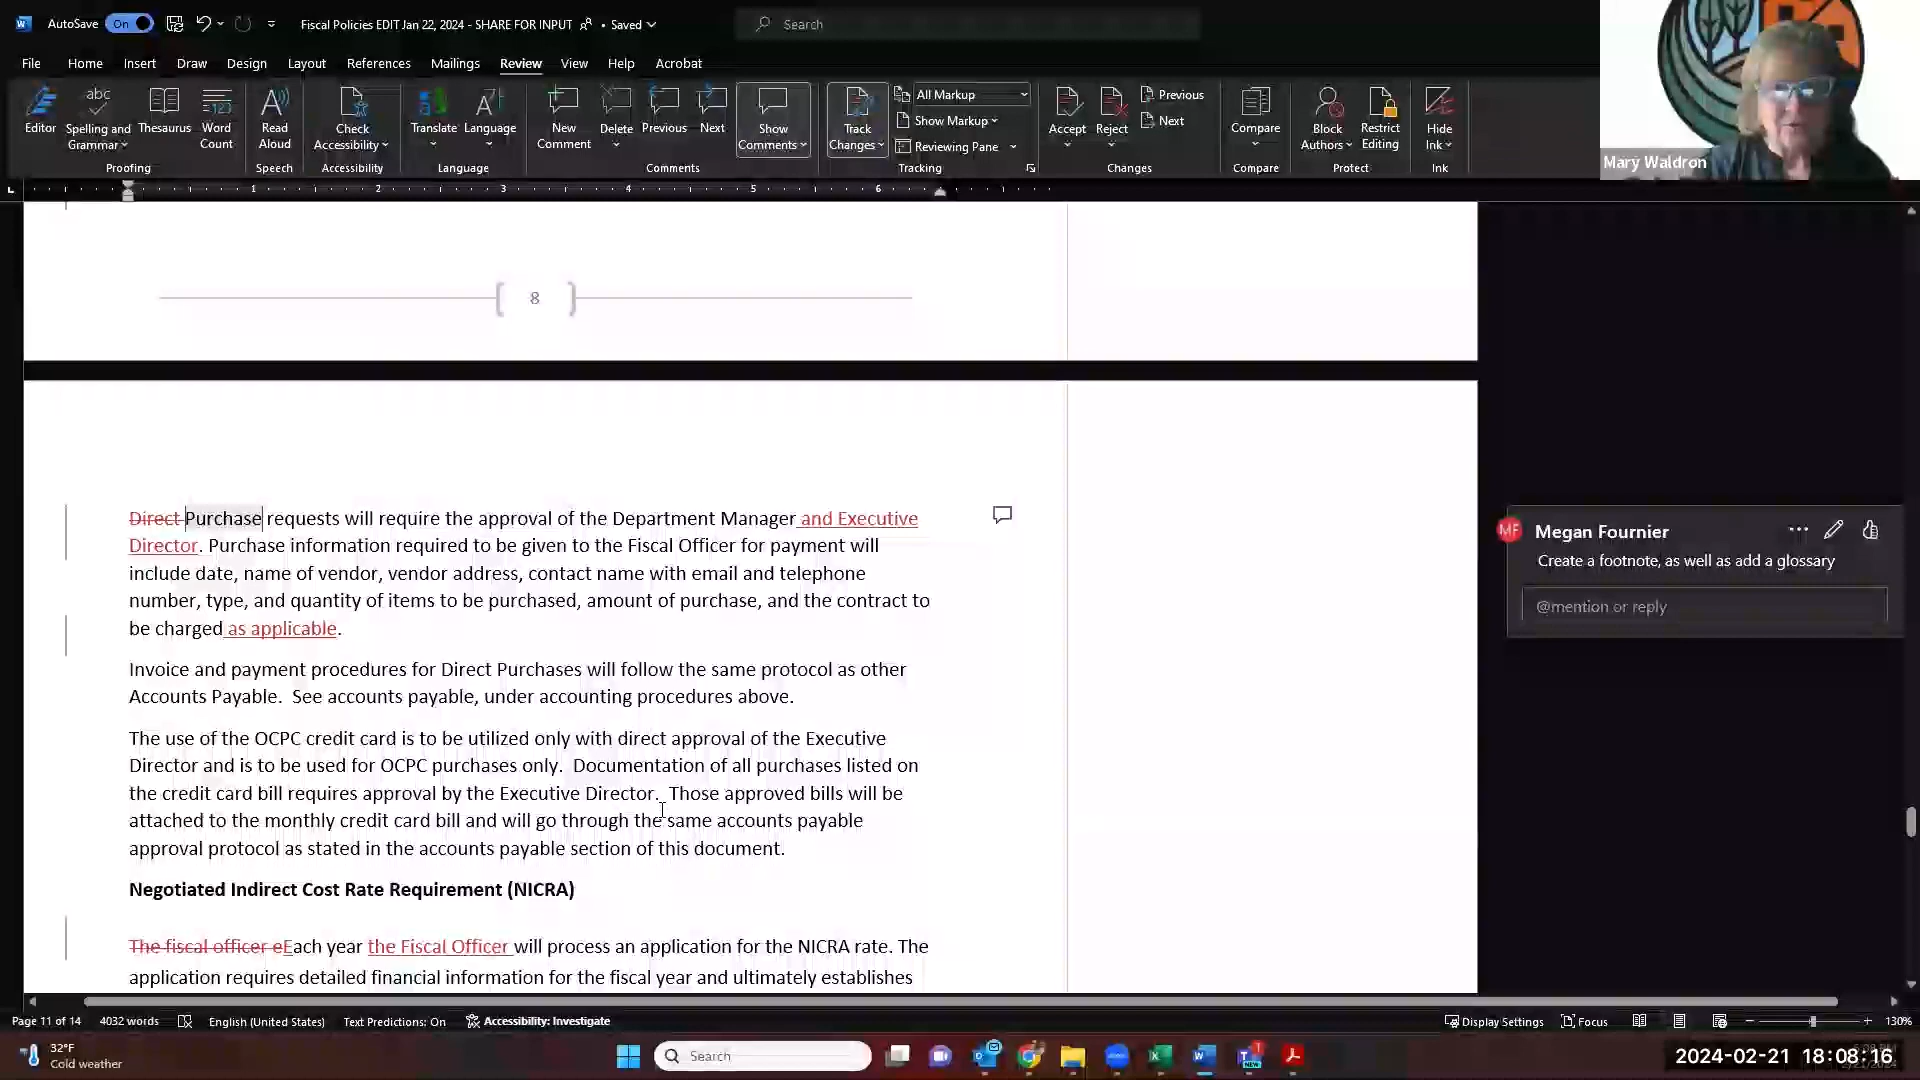 AutoSave On Fiscal Policies EDIT Jan 22, 2024 - SHARE FOR INPUT • Saved Search
File Home Insert Draw Design Layout References Mailings Review View Help Acrobat
Editor Spelling and Grammar Thesaurus Word Count Read Aloud Check Accessibility Translate Language New Comment Delete Previous Next Show Comments Track Changes All Markup Show Markup Reviewing Pane Accept Reject Previous Next Compare Block Authors Restrict Editing Hide Ink
Proofing Speech Accessibility Language Comments Tracking Changes Compare Protect Ink
Mary Waldron
1 2 3 4 5 6
8
Direct Purchase requests will require the approval of the Department Manager and Executive
Director. Purchase information required to be given to the Fiscal Officer for payment will
include date, name of vendor, vendor address, contact name with email and telephone
number, type, and quantity of items to be purchased, amount of purchase, and the contract to
be charged as applicable.
Invoice and payment procedures for Direct Purchases will follow the same protocol as other
Accounts Payable. See accounts payable, under accounting procedures above.
The use of the OCPC credit card is to be utilized only with direct approval of the Executive
Director and is to be used for OCPC purchases only. Documentation of all purchases listed on
the credit card bill requires approval by the Executive Director. Those approved bills will be
attached to the monthly credit card bill and will go through the same accounts payable
approval protocol as stated in the accounts payable section of this document.
Negotiated Indirect Cost Rate Requirement (NICRA)
The fiscal officer eEach year the Fiscal Officer will process an application for the NICRA rate. The
application requires detailed financial information for the fiscal year and ultimately establishes
MF Megan Fournier
Create a footnote, as well as add a glossary
@mention or reply
Page 11 of 14 4032 words English (United States) Text Predictions: On Accessibility: Investigate Display Settings Focus 130%
32°F
Cold weather
Search
2024-02-21 18:08:16